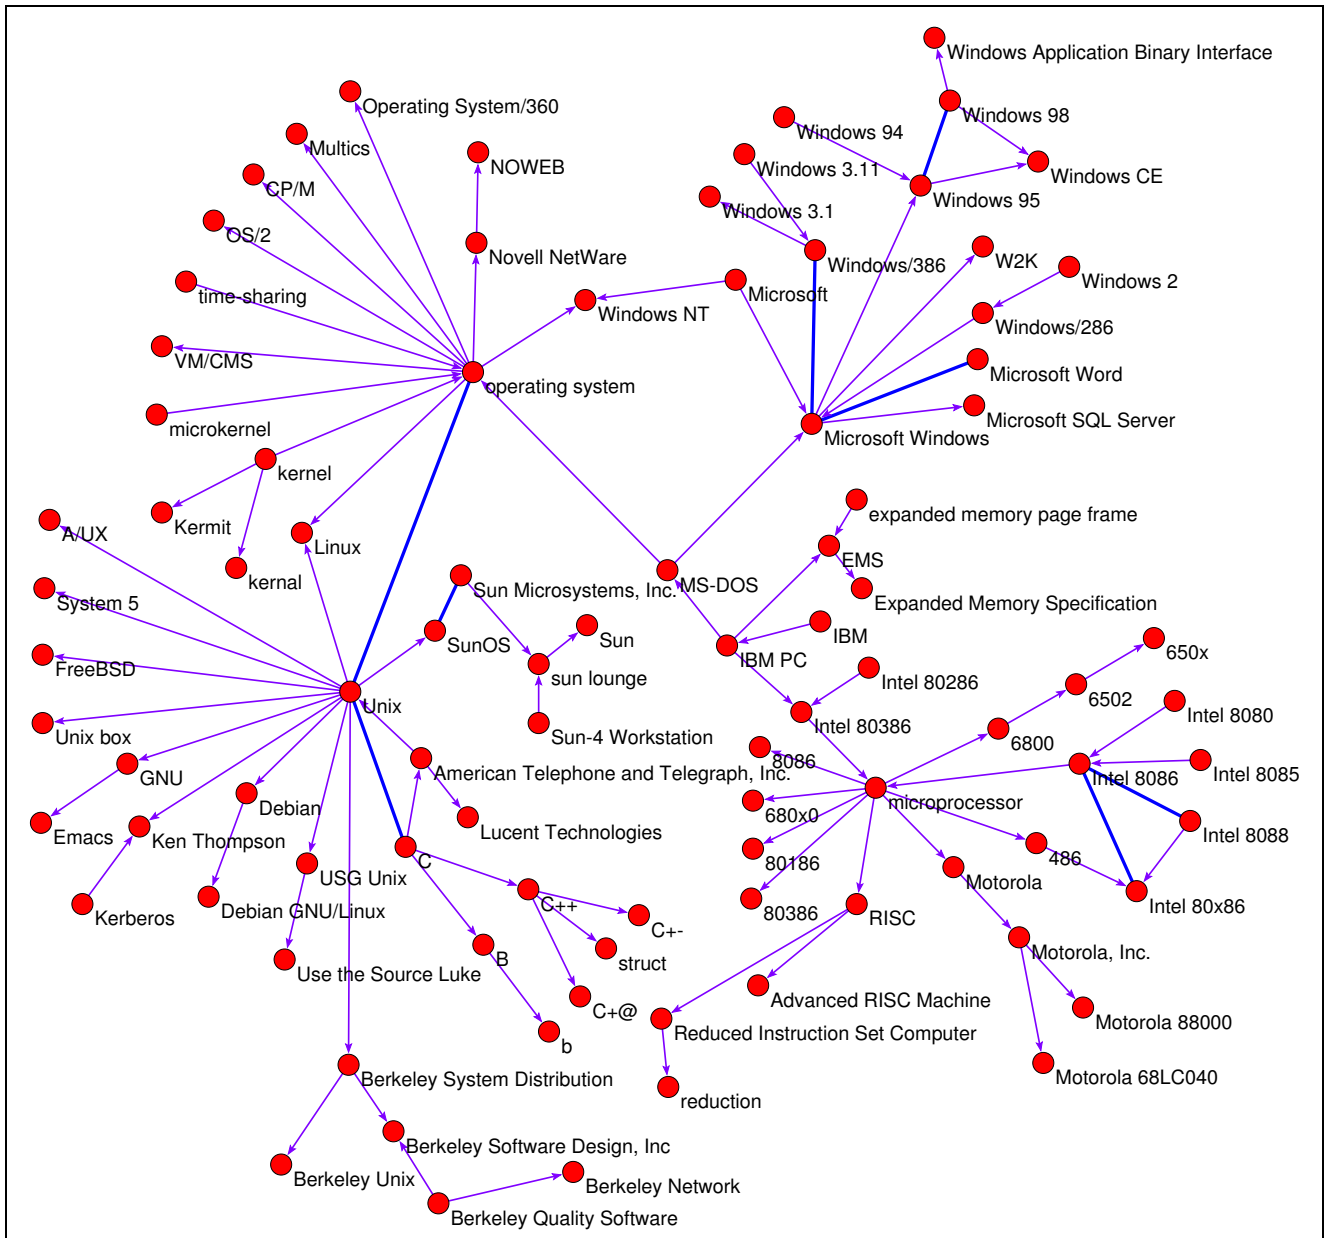 Windows Application Binary Interface
Operating System/360
Windows 98
Windows 94
Multics
NOWEB
Windows 3.11
Windows CE
CP/M
Windows 95
Windows 3.1
OS/2
Novell NetWare
Windows/386
W2K
Windows 2
time-sharing
Microsoft
Windows NT
Windows/286
VM/CMS
Microsoft Word
operating system
Microsoft SQL Server
microkernel
Microsoft Windows
kernel
expanded memory page frame
Kermit
A/UX
Linux
EMS
kernal
Sun Microsystems, Inc.
MS-DOS
System 5
Expanded Memory Specification
IBM
Sun
SunOS
650x
IBM PC
FreeBSD
sun lounge
Intel 80286
6502
Unix
Intel 8080
Intel 80386
Unix box
Sun-4 Workstation
6800
8086
American Telephone and Telegraph, Inc.
GNU
Intel 8086
Intel 8085
microprocessor
Debian
680x0
Lucent Technologies
Emacs
Ken Thompson
Intel 8088
486
C
80186
USG Unix
Motorola
C++
Debian GNU/Linux
Kerberos
80386
RISC
Intel 80x86
C+-
B
struct
Motorola, Inc.
Use the Source Luke
Advanced RISC Machine
C+@
Motorola 88000
Reduced Instruction Set Computer
b
Motorola 68LC040
Berkeley System Distribution
reduction
Berkeley Software Design, Inc
Berkeley Unix
Berkeley Network
Berkeley Quality Software